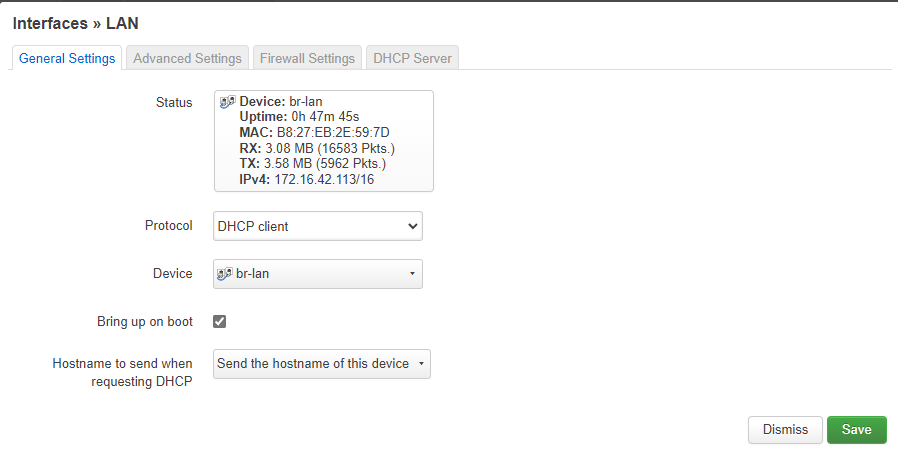 Interfaces » LAN
General Settings
Advanced Settings
Firewall Settings
DHCP Server
Status
Device: br-lan
Uptime: 0h 47m 45s
MAC: B8:27:EB:2E:59:7D
RX: 3.08 MB (16583 Pkts.)
TX: 3.58 MB (5962 Pkts.)
IPv4: 172.16.42.113/16
Protocol
DHCP client
Device
br-lan
Bring up on boot
Hostname to send when
requesting DHCP
Send the hostname of this device
Dismiss
Save